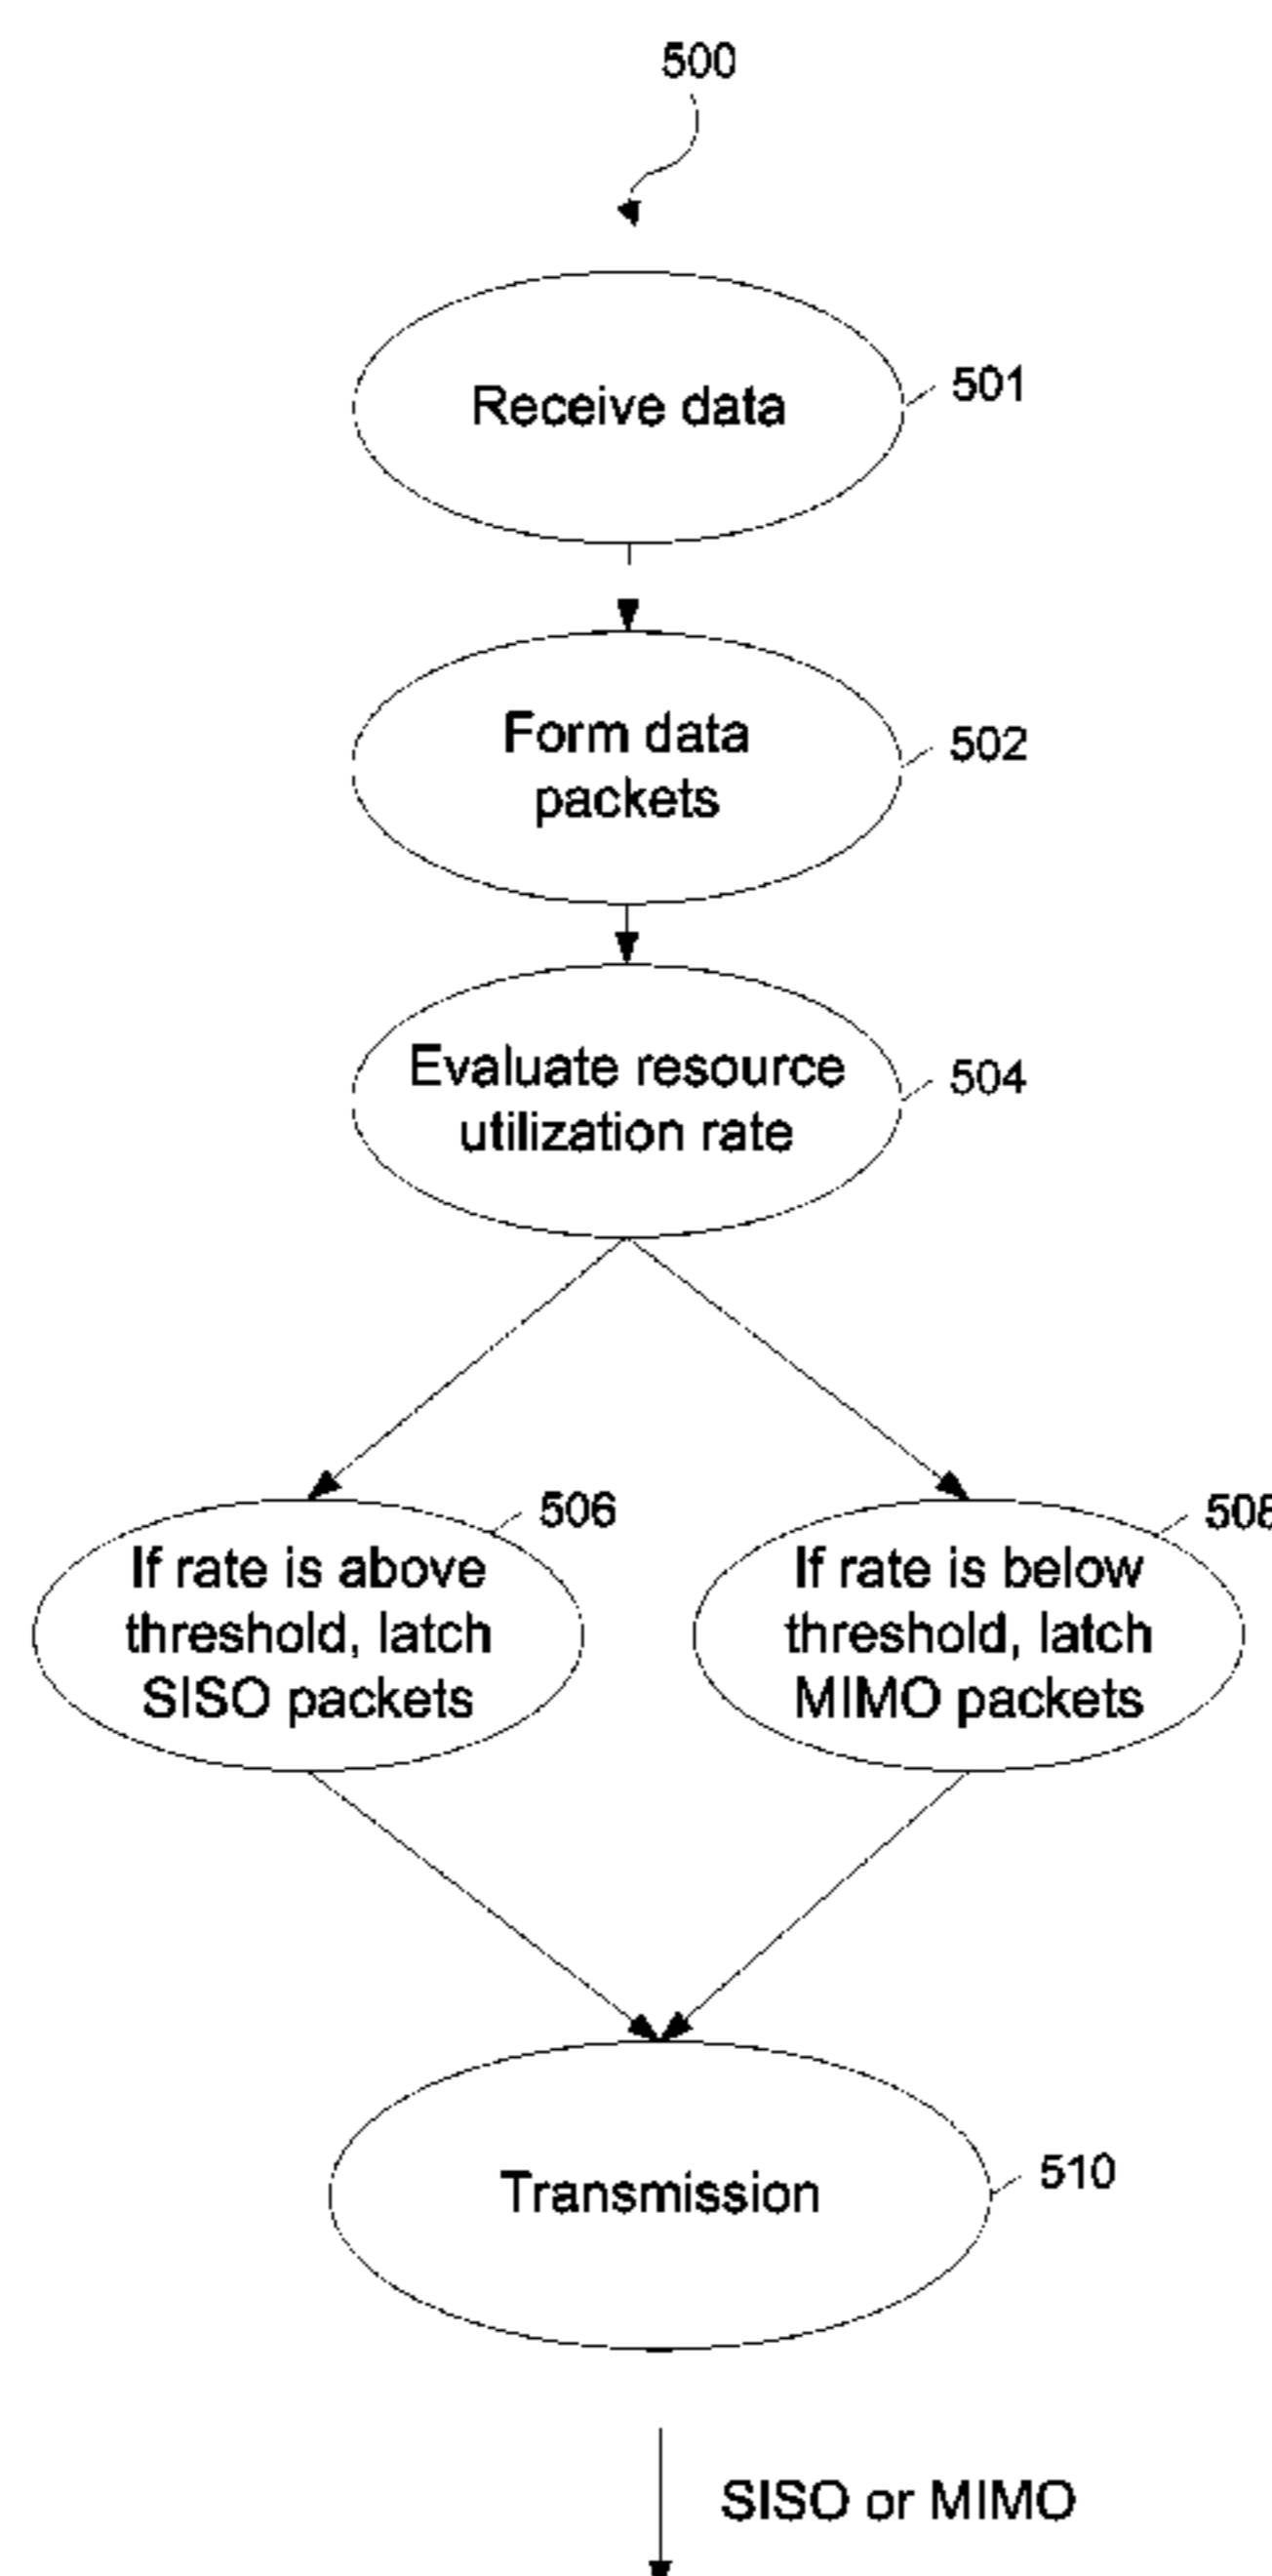 500
Receive data
501
Form data
packets
502
Evaluate resource
utilization rate
504
506
If rate is above
threshold, latch
SISO packets
508
If rate is below
threshold, latch
MIMO packets
Transmission
510
SISO or MIMO